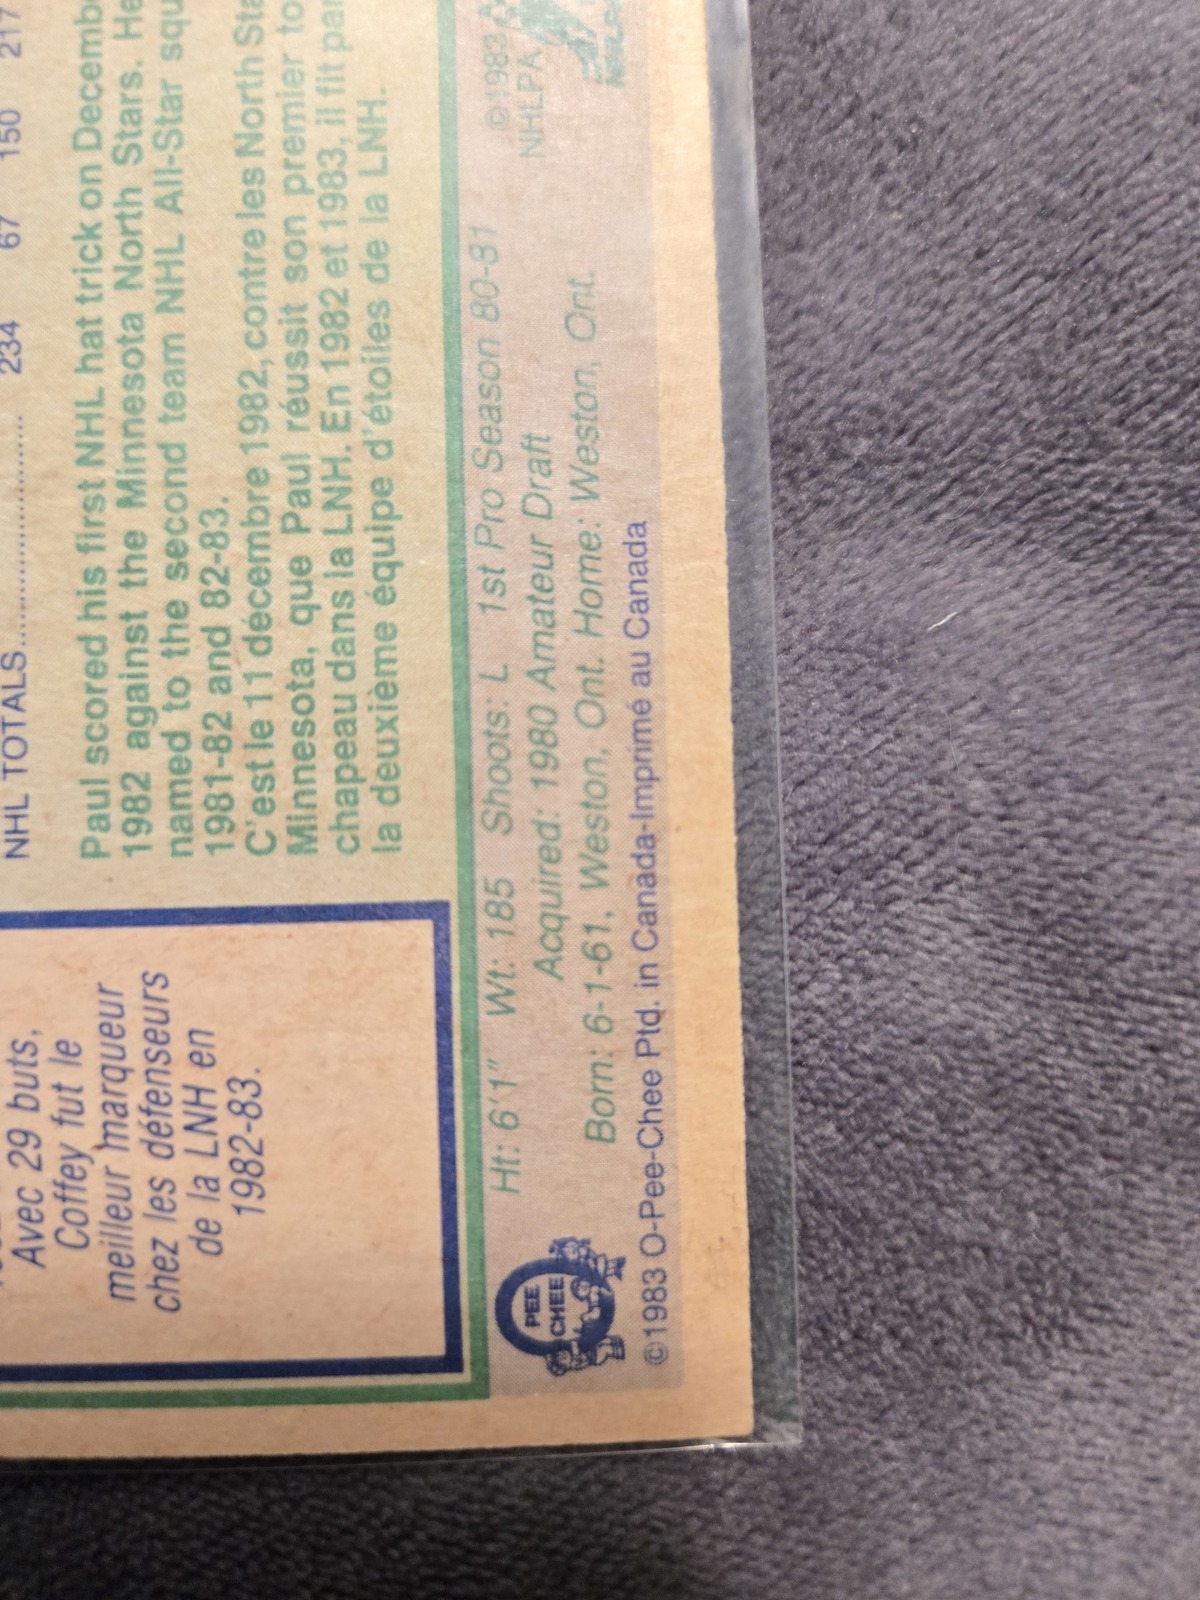 NHL TOTALS.................... 234 67 150 217
Paul scored his first NHL hat trick on
1982 against the Minnesota North Stars. He
named to the second team NHL All-Star
1981-82 and 82-83.
C'est le 11 décembre 1982, contre les North
Minnesota, que Paul réussit son premier
chapeau dans la LNH. En 1982 et 1983, il fit
la deuxième équipe d'étoiles de la LNH.
Avec 29 buts,
Coffey fut le
meilleur marqueur
chez les défenseurs
de la LNH en
1982-83.
Ht: 6'1" Wt: 185 Shoots: L 1st Pro Season 80-81
Acquired: 1980 Amateur Draft
Born: 6-1-61, Weston, Ont. Home: Weston, Ont.
©1983 O-Pee-Chee Ptd. in Canada-Imprimé au Canada
©1983
NHLPA
NHLPA
PEE
CHEE